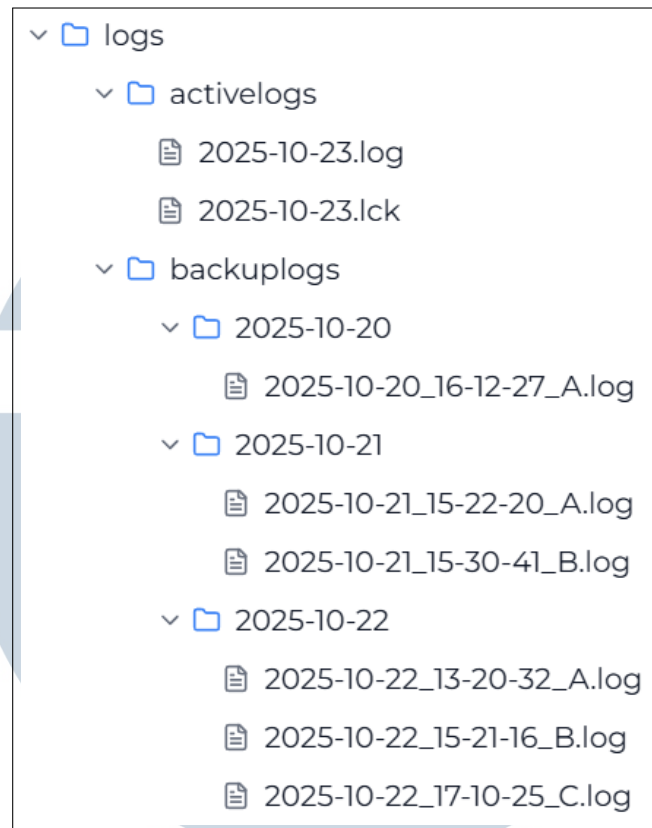 logs
activelogs
2025-10-23.log
2025-10-23.lck
backuplogs
2025-10-20
2025-10-20_16-12-27_A.log
2025-10-21
2025-10-21_15-22-20_A.log
2025-10-21_15-30-41_B.log
2025-10-22
2025-10-22_13-20-32_A.log
2025-10-22_15-21-16_B.log
2025-10-22_17-10-25_C.log